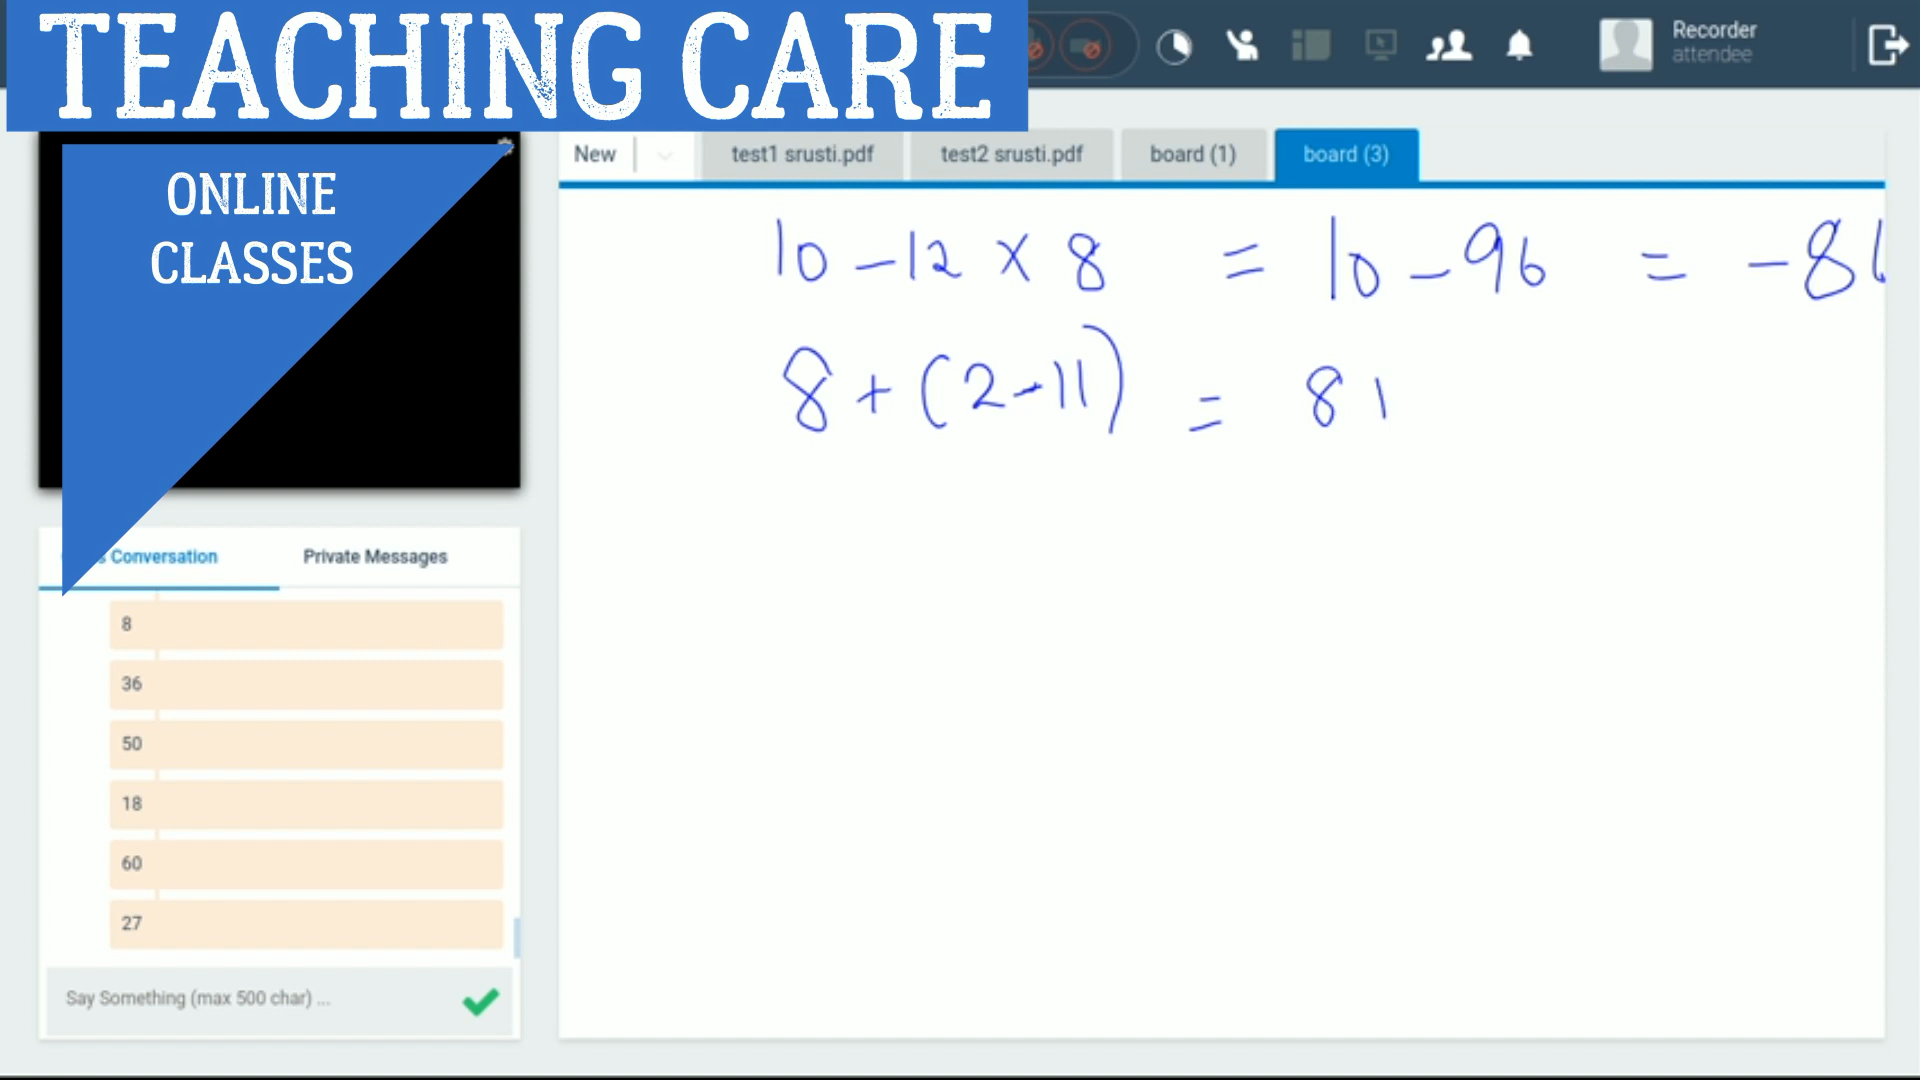 TEACHING CARE
Recorder
attendee
ONLINE
CLASSES
New
test1 srusti.pdf
test2 srusti.pdf
board (1)
board (3)
10 - 12 × 8 = 10 - 96 = -86
8 + (2-11) = 8 1
Conversation
Private Messages
8
36
50
18
60
27
Say Something (max 500 char) ...